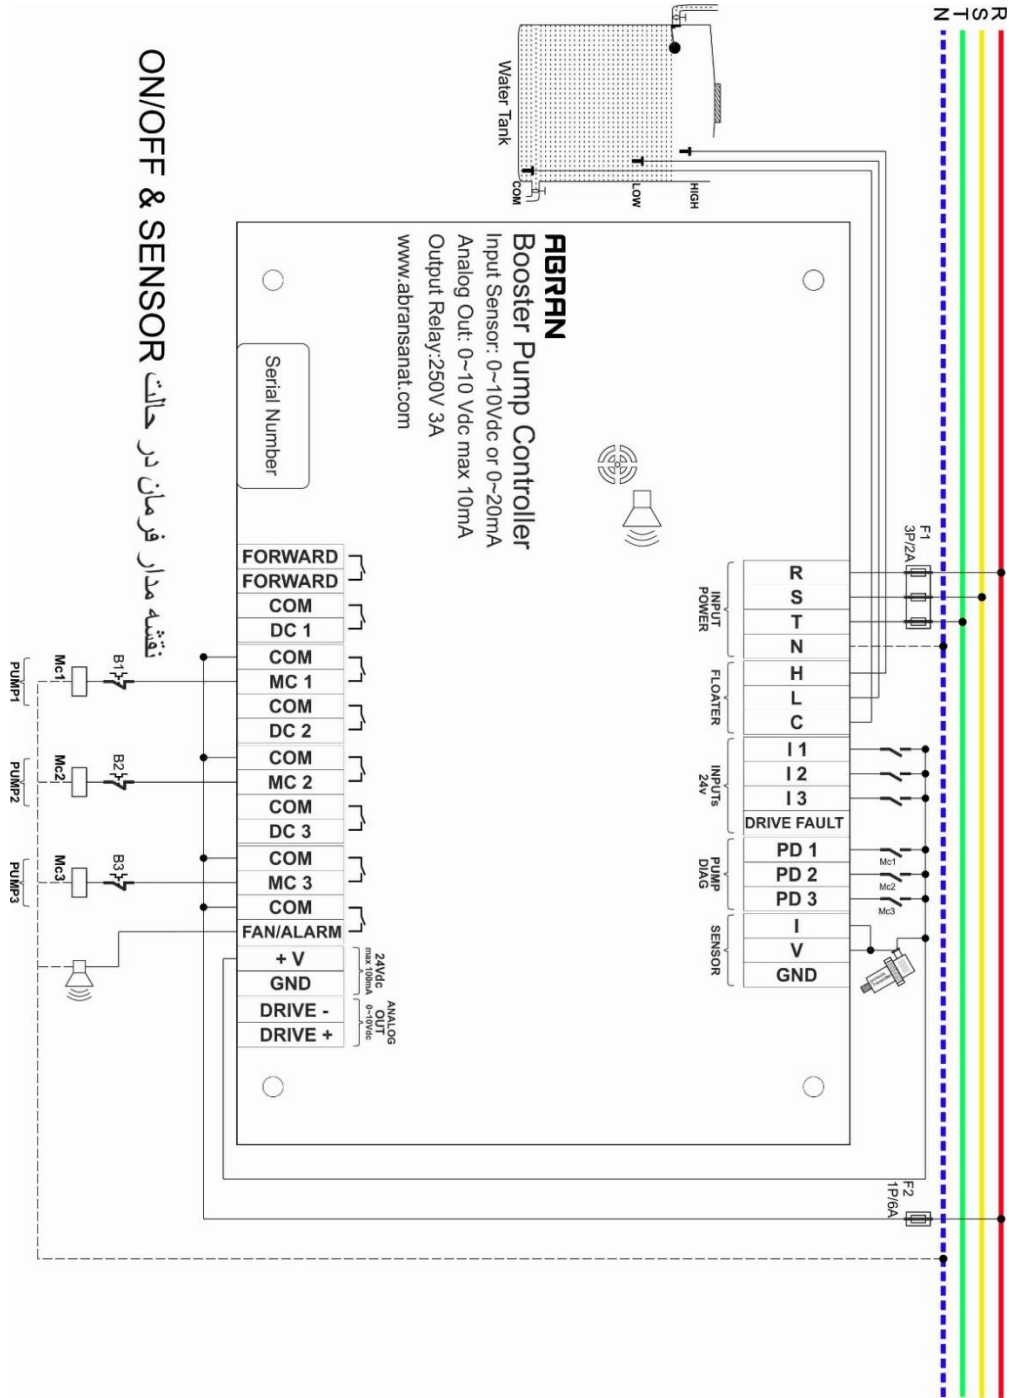 R
S
T
N
Water Tank
HIGH
LOW
COM
ABRAN
Booster Pump Controller
Input Sensor: 0~10Vdc or 0~20mA
Analog Out: 0~10 Vdc max 10mA
Output Relay:250V 3A
www.abransanat.com
Serial Number
نقشه مدار فرمان در حالت ON/OFF & SENSOR
F1
3P/2A
INPUT
POWER
R
S
T
N
FLOATER
H
L
C
INPUTs
24v
I 1
I 2
I 3
DRIVE FAULT
PUMP
DIAG
PD 1
PD 2
PD 3
Mc1
Mc2
Mc3
SENSOR
I
V
GND
FORWARD
FORWARD
COM
DC 1
COM
MC 1
COM
DC 2
COM
MC 2
COM
DC 3
COM
MC 3
COM
FAN/ALARM
+ V
GND
24Vdc
max 100mA
DRIVE -
DRIVE +
ANALOG
OUT
0~10Vdc
B1
Mc1
PUMP1
B2
Mc2
PUMP2
B3
Mc3
PUMP3
F2
1P/6A